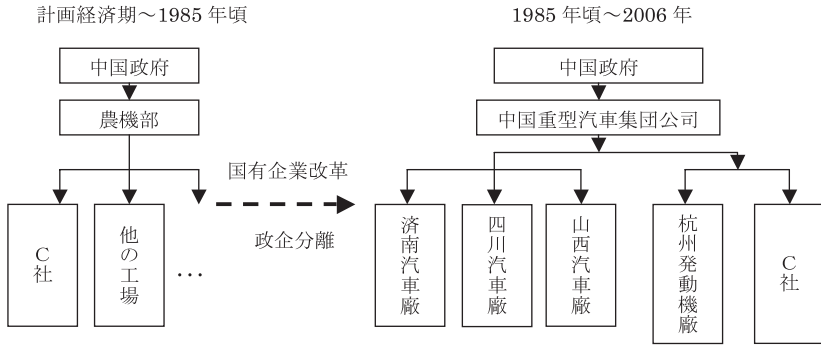 計画経済期～1985年頃
中国政府
農機部
C社
他の工場
…
国有企業改革
政企分離
1985年頃～2006年
中国政府
中国重型汽車集団公司
済南汽車廠
四川汽車廠
山西汽車廠
杭州発動機廠
C社